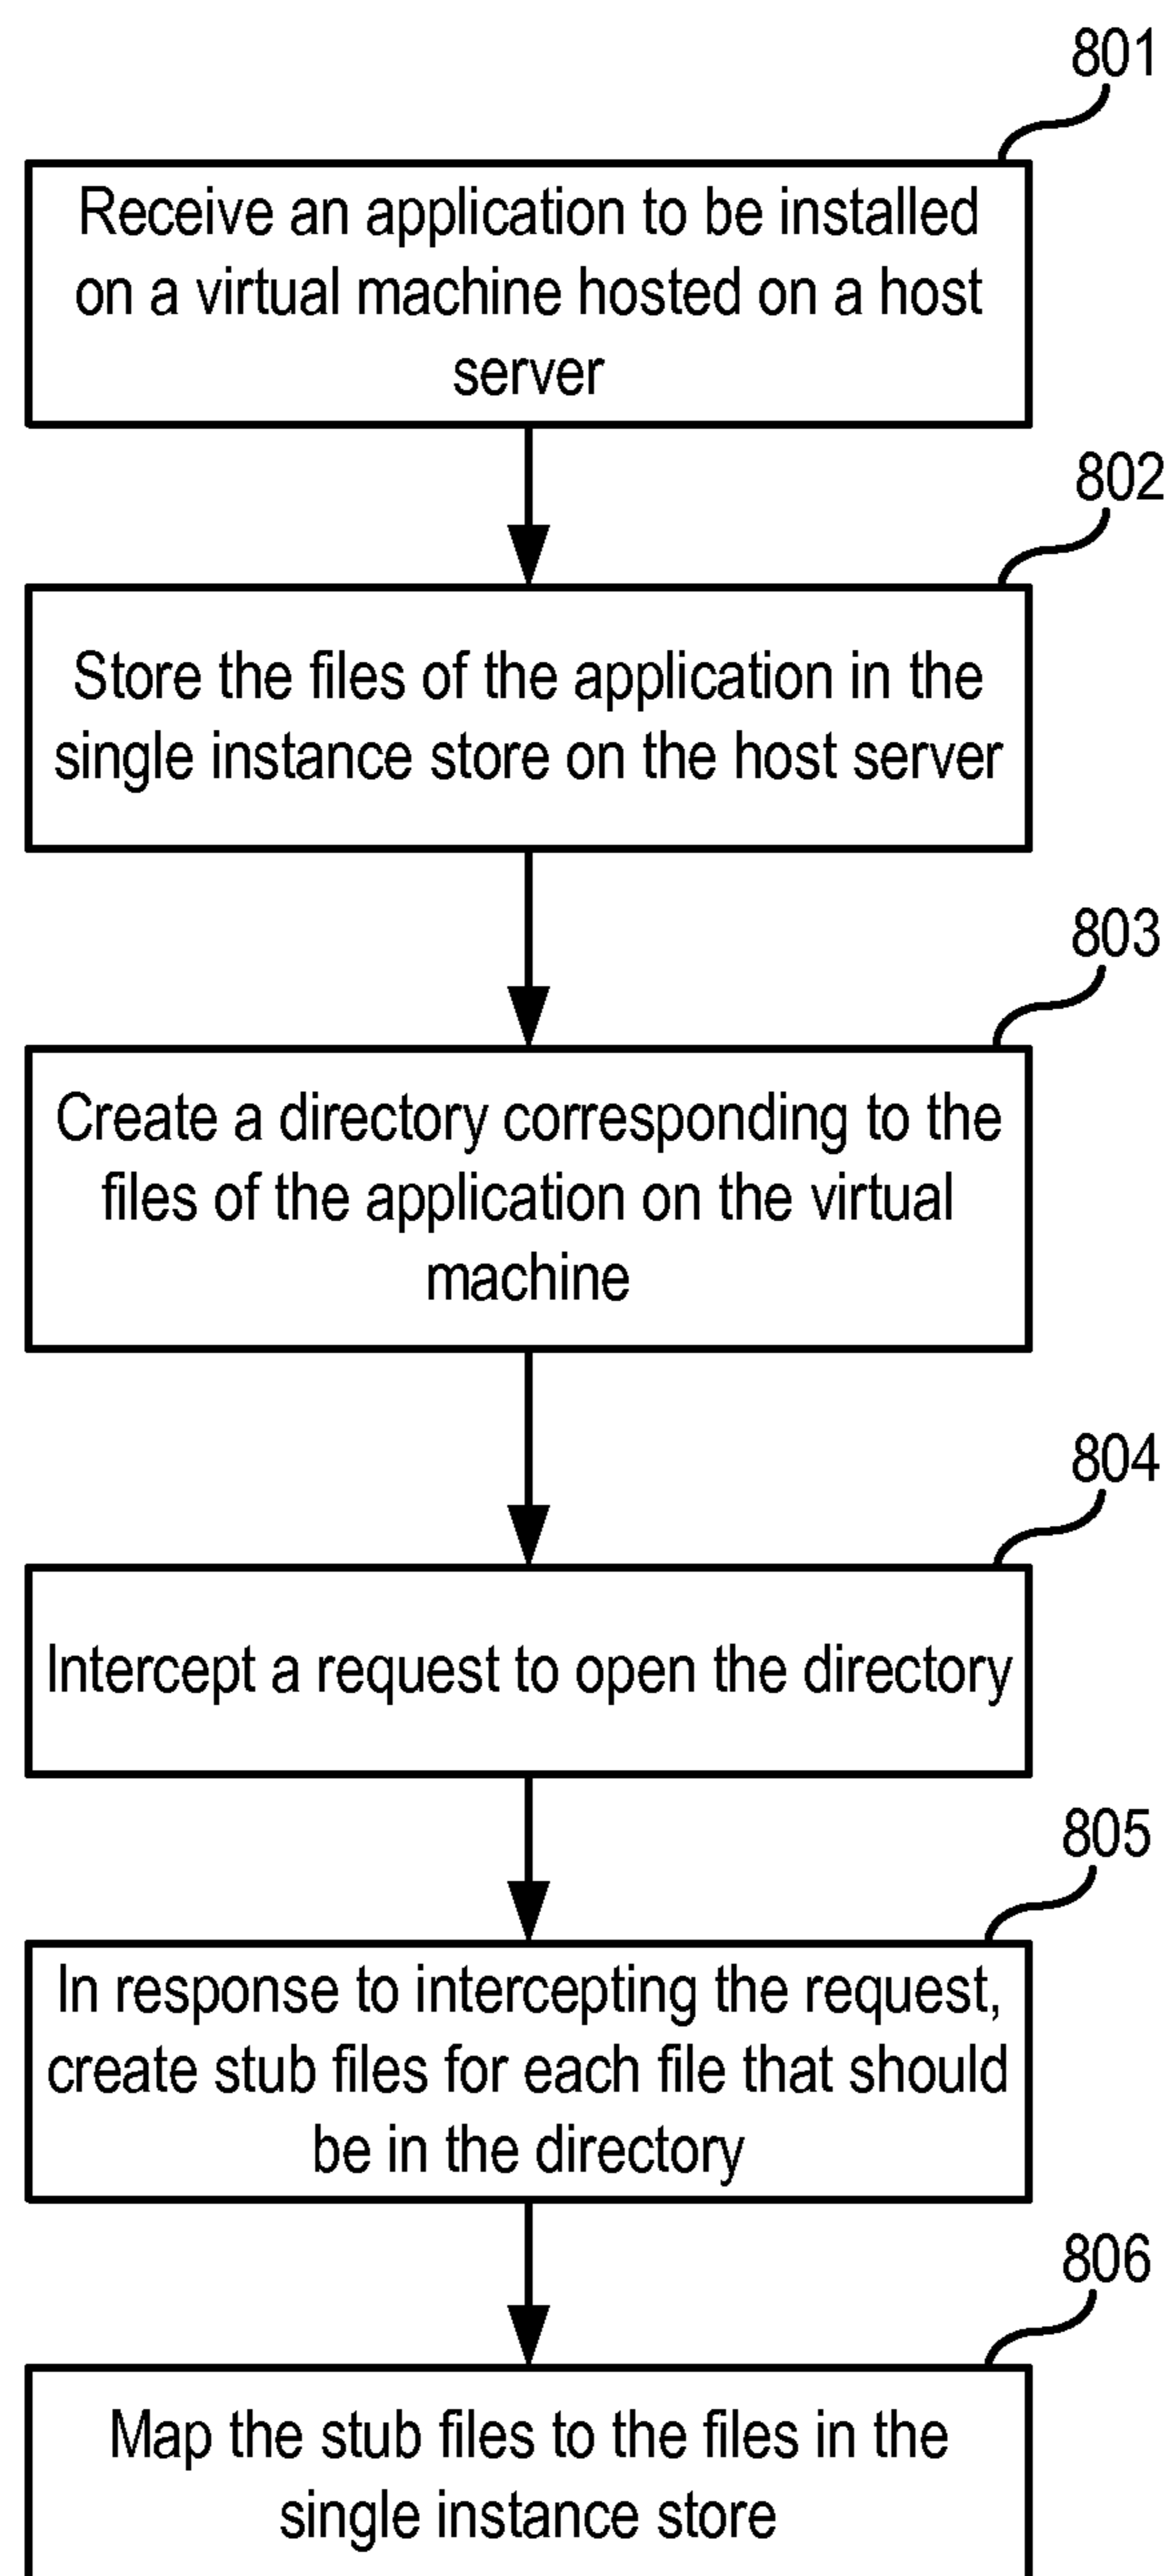 801
Receive an application to be installed
on a virtual machine hosted on a host
server
802
Store the files of the application in the
single instance store on the host server
803
Create a directory corresponding to the
files of the application on the virtual
machine
804
Intercept a request to open the directory
805
In response to intercepting the request,
create stub files for each file that should
be in the directory
806
Map the stub files to the files in the
single instance store